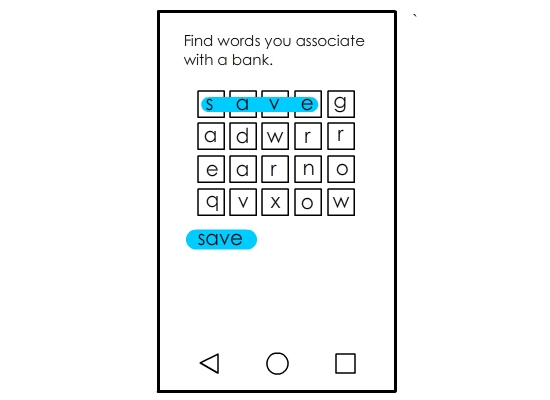 Find words you associate
with a bank.
s a v e g
a d w r r
e a r n o
q v x o w
save